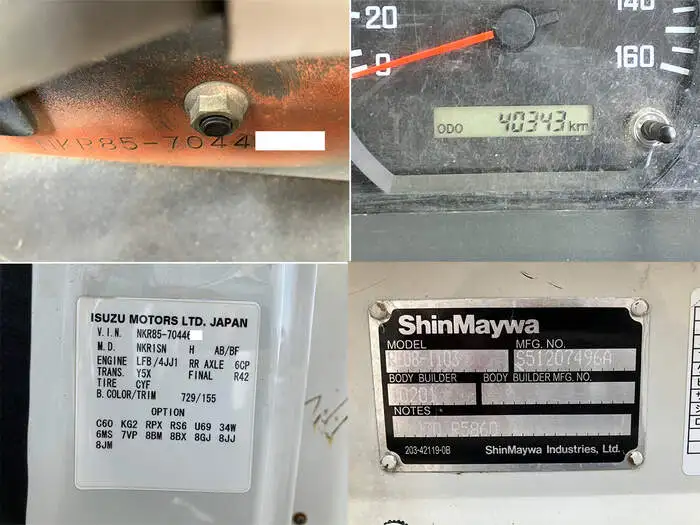 NKR85-7044
20
0
140
160
ODO 40343 km
ISUZU MOTORS LTD. JAPAN
V.I.N. NKR85-70446
M.D. NKR1SN H AB/BF
ENGINE LFB/4JJ1 RR AXLE 6CP
TRANS. Y5X FINAL R42
TIRE CYF
B.COLOR/TRIM 729/155
OPTION
C60 KG2 RPX RS6 U69 34W
6MS 7VP 8BM 8BX 8GJ 8JJ
8JM
ShinMaywa
MODEL MFG. NO.
S51207496A
BODY BUILDER BODY BUILDER MFG. NO.
NOTES
203-42119-0B ShinMaywa Industries, Ltd.